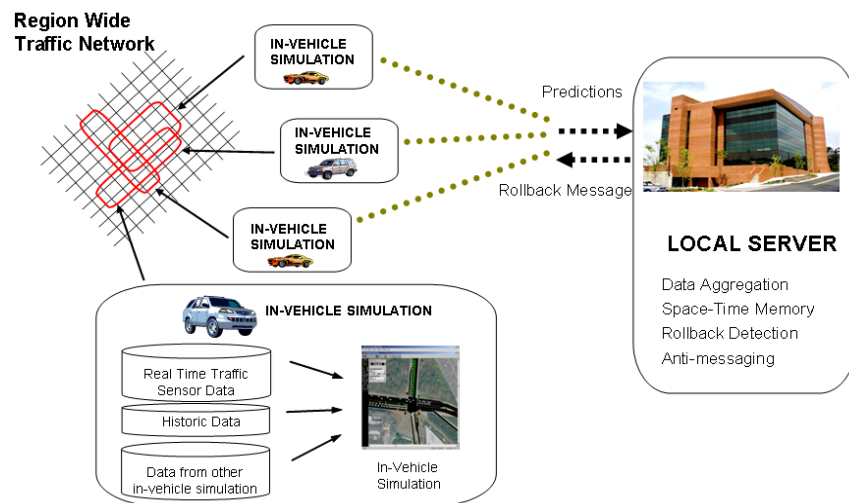 Region Wide
Traffic Network
IN-VEHICLE
SIMULATION
IN-VEHICLE
SIMULATION
IN-VEHICLE
SIMULATION
Predictions
Rollback Message
LOCAL SERVER
Data Aggregation
Space-Time Memory
Rollback Detection
Anti-messaging
IN-VEHICLE SIMULATION
Real Time Traffic
Sensor Data
Historic Data
Data from other
in-vehicle simulation
In-Vehicle
Simulation